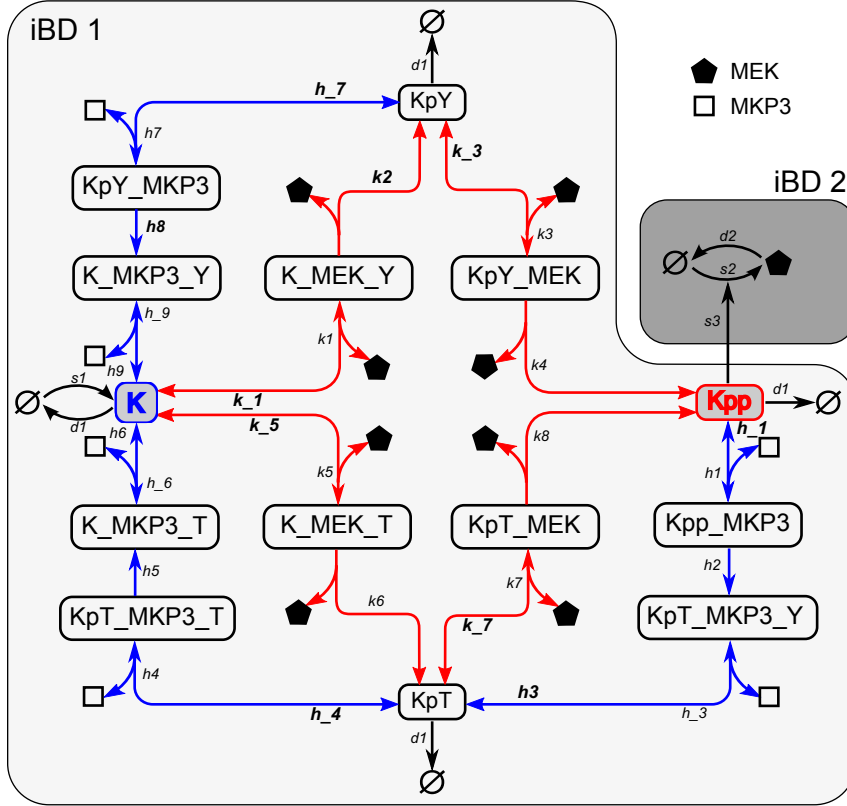 iBD 1
∅
MEK
MKP3
d1
h_7
KpY
h7
k_3
KpY_MKP3
k2
iBD 2
h8
k3
d2
K_MKP3_Y
K_MEK_Y
KpY_MEK
∅
s2
h_9
k1
k4
s3
h9
s1
∅
K
k_1
Kpp
d1
∅
d1
h6
k_5
h_1
h_6
k5
k8
h1
K_MKP3_T
K_MEK_T
KpT_MEK
Kpp_MKP3
h5
h2
k6
k7
KpT_MKP3_T
KpT_MKP3_Y
k_7
h4
h_4
KpT
h3
h_3
d1
∅